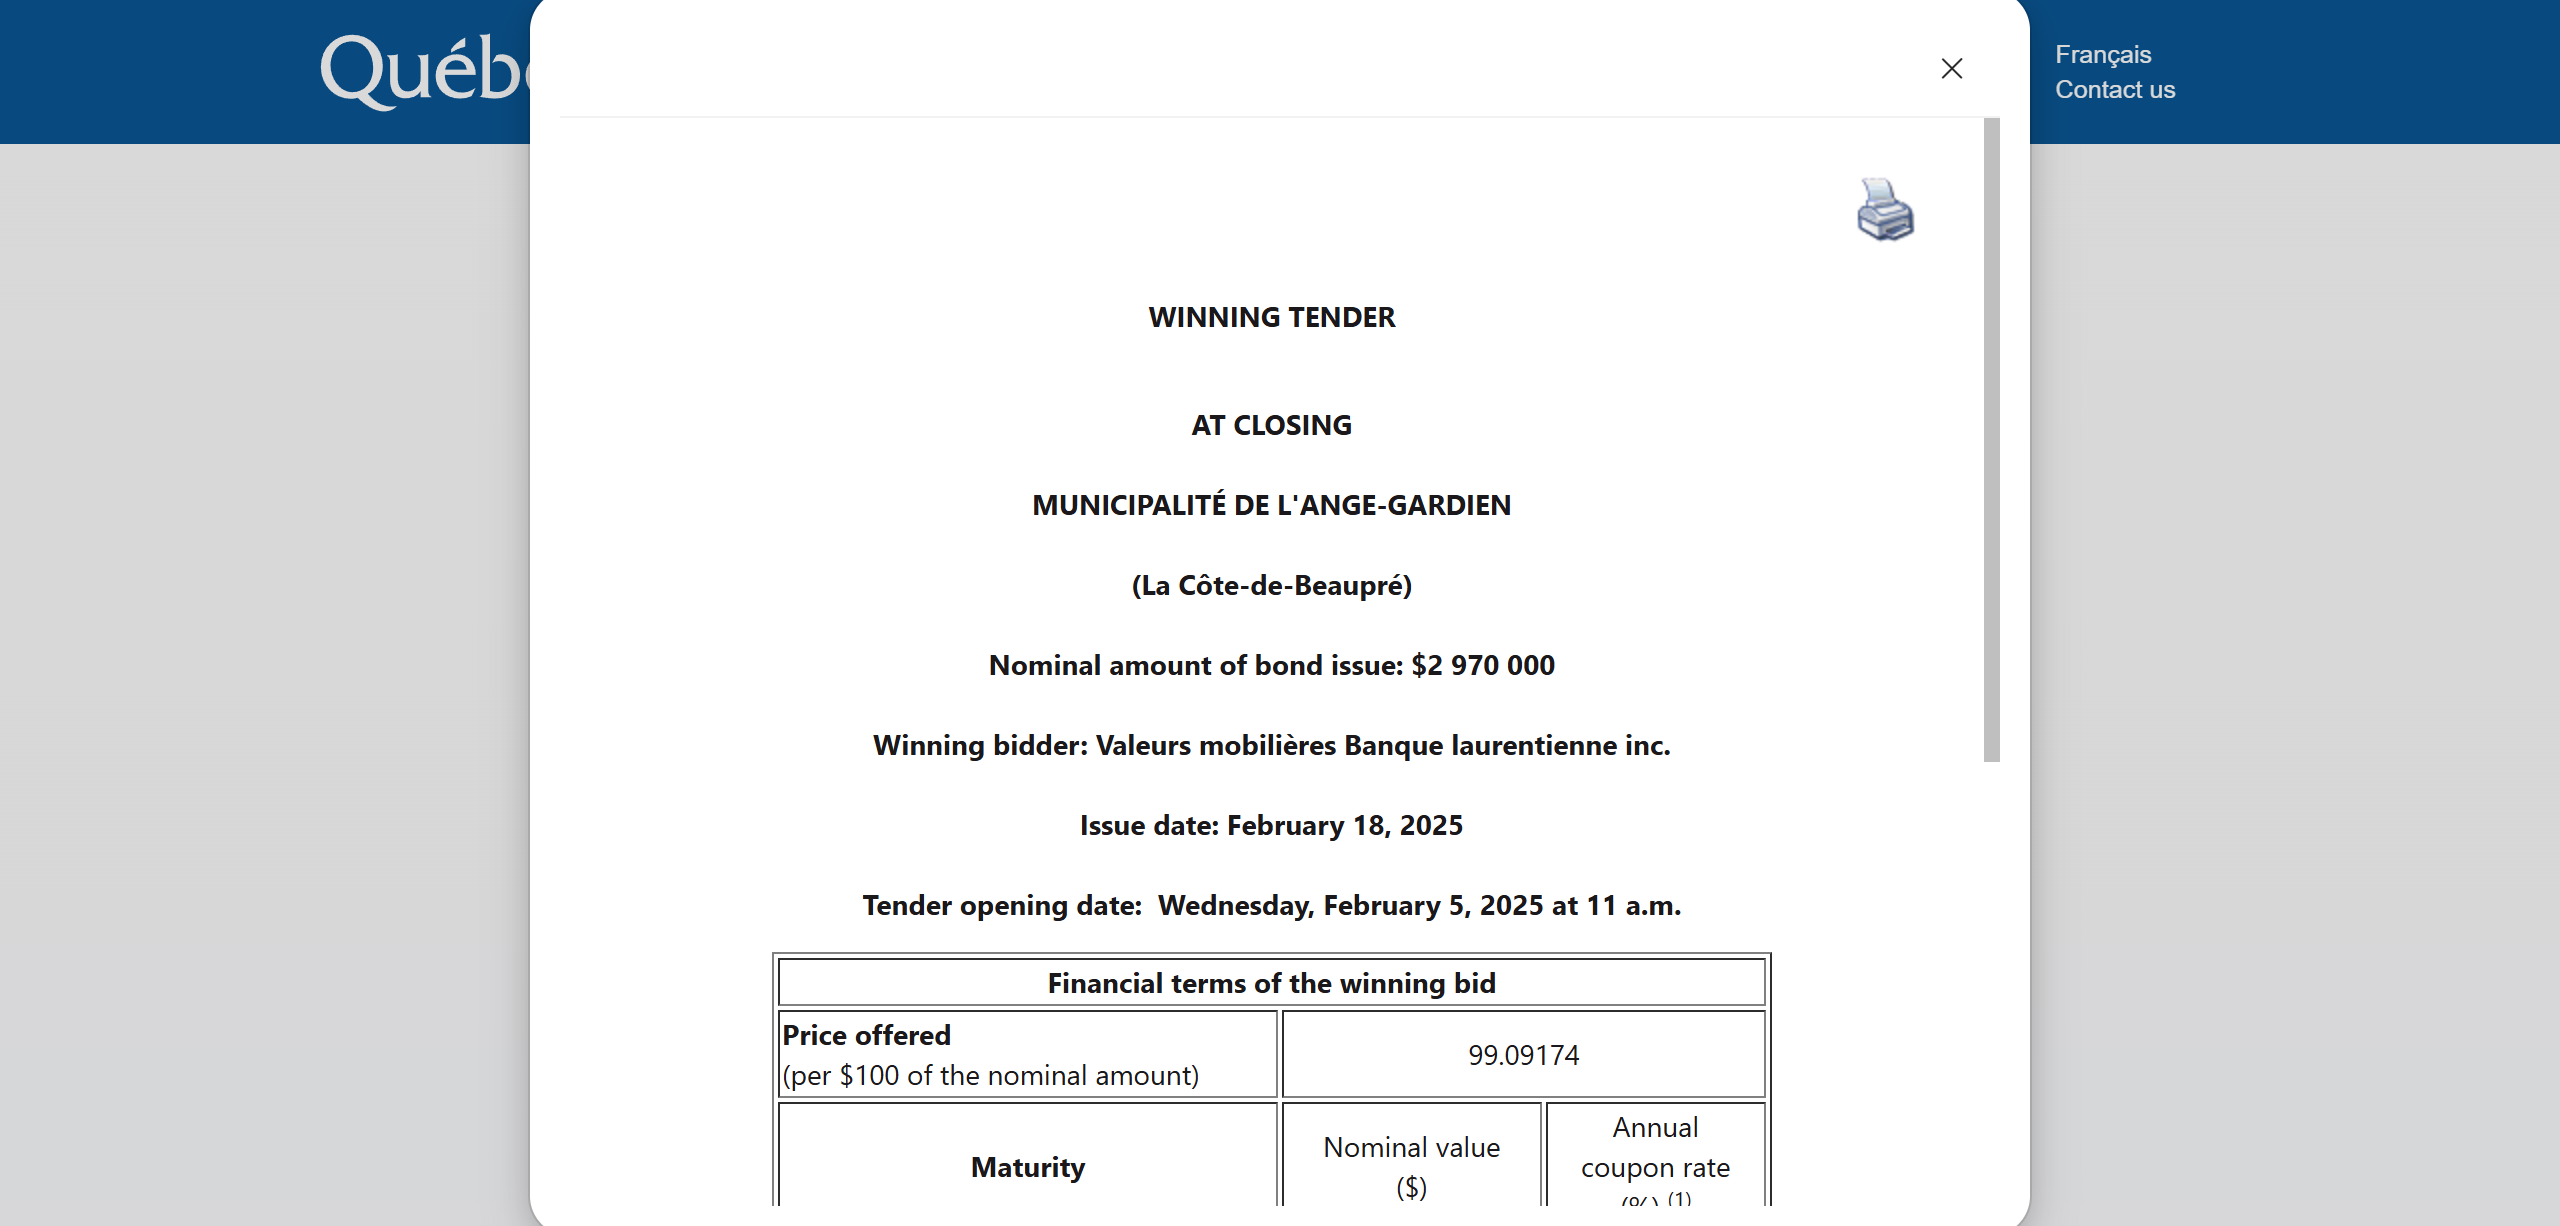 Québ
Français
Contact us
WINNING TENDER
AT CLOSING
MUNICIPALITÉ DE L'ANGE-GARDIEN
(La Côte-de-Beaupré)
Nominal amount of bond issue: $2 970 000
Winning bidder: Valeurs mobilières Banque laurentienne inc.
Issue date: February 18, 2025
Tender opening date:  Wednesday, February 5, 2025 at 11 a.m.
Financial terms of the winning bid
Price offered
(per $100 of the nominal amount)
99.09174
Maturity
Nominal value
($)
Annual
coupon rate
(%) (1)